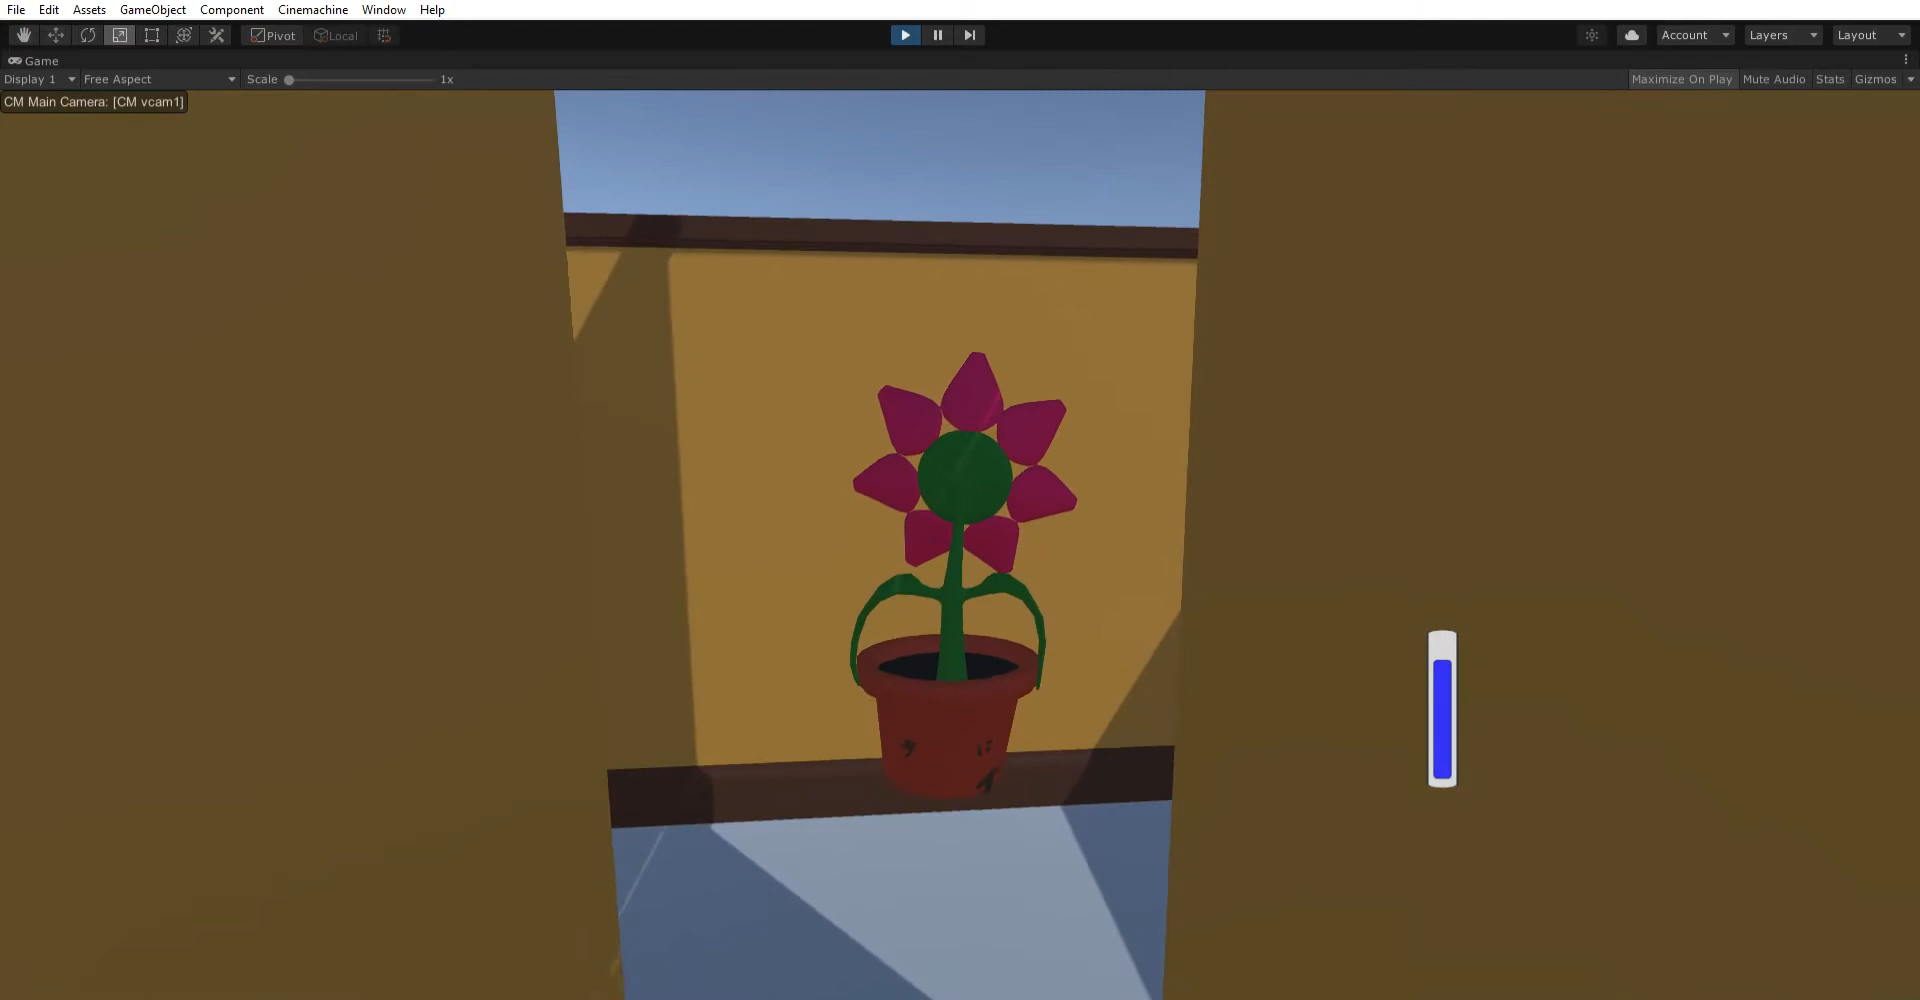 File Edit Assets GameObject Component Cinemachine Window Help
Pivot Local Account Layers Layout
Game
Display 1 Free Aspect Scale 1x Maximize On Play Mute Audio Stats Gizmos
CM Main Camera: [CM vcam1]